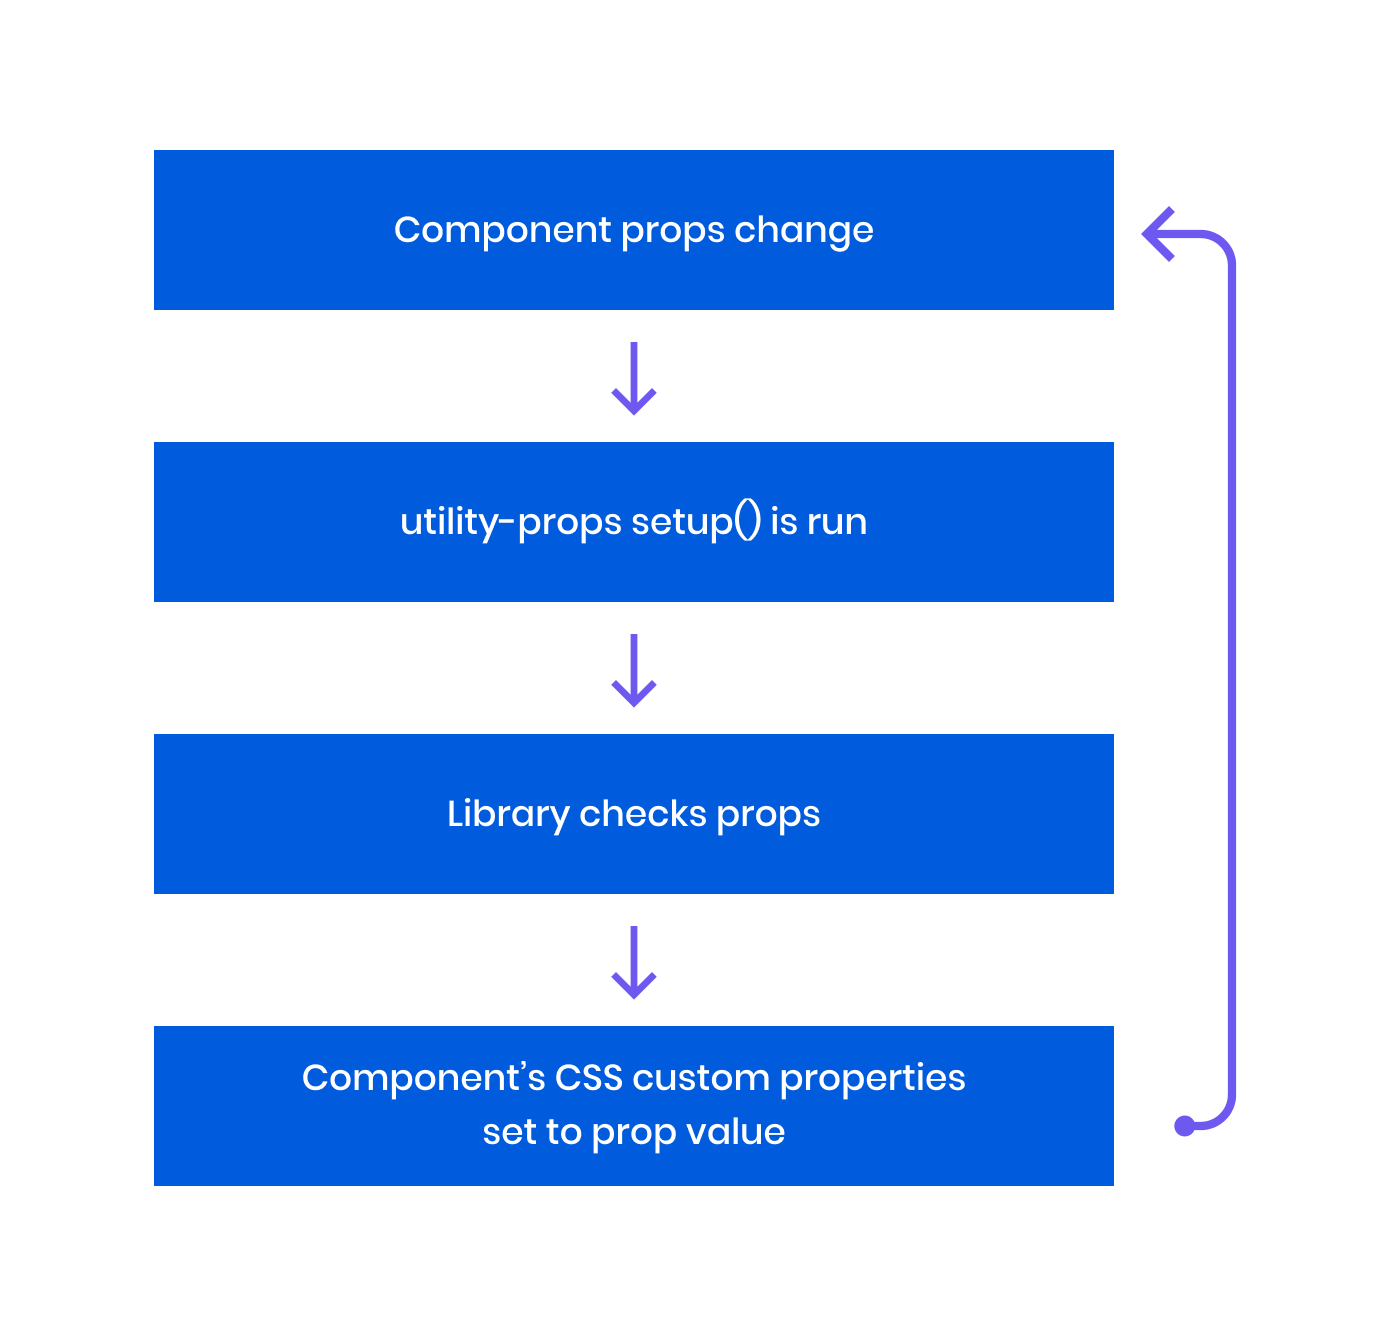 Component props change
utility-props setup() is run
Library checks props
Component’s CSS custom properties
set to prop value